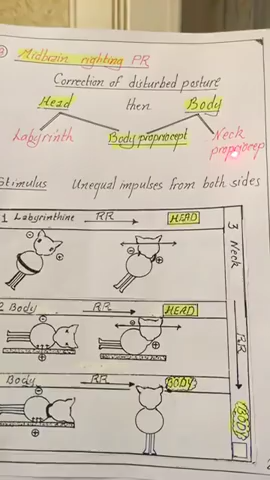 Midbrain righting PR
Correction of disturbed posture
Head then Body
Labyrinth Body propriocept Neck propriocep
Stimulus Unequal impulses from both sides
1 Labyrinthine RR HEAD
3 Neck RR BODY
2 Body RR HEAD
Body RR BODY